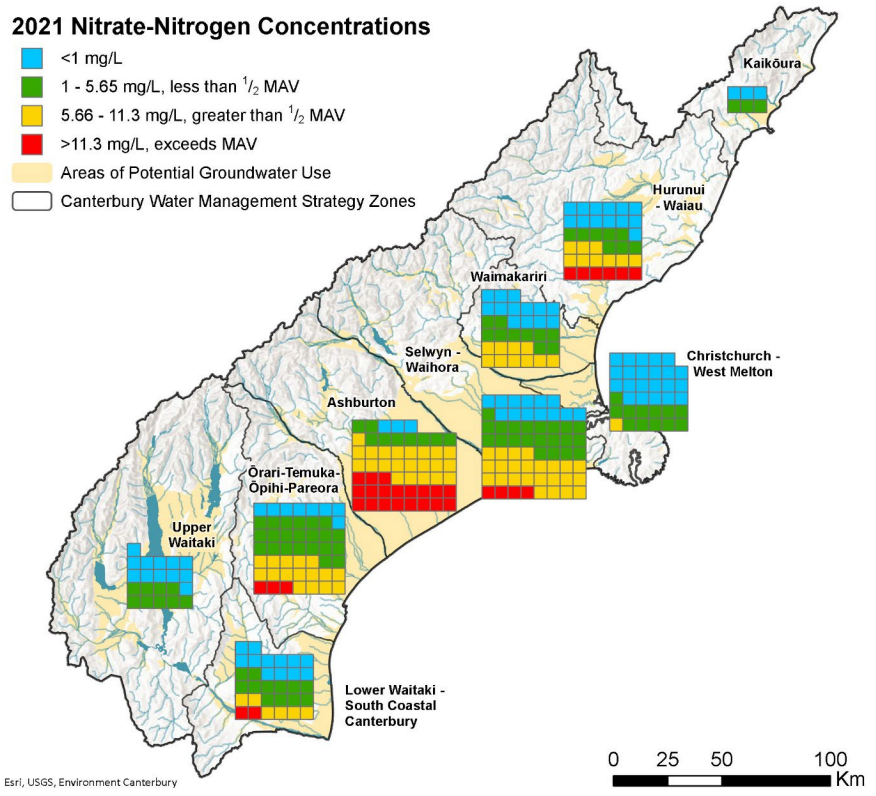 2021 Nitrate-Nitrogen Concentrations
<1 mg/L
1 - 5.65 mg/L, less than 1/2 MAV
5.66 - 11.3 mg/L, greater than 1/2 MAV
>11.3 mg/L, exceeds MAV
Areas of Potential Groundwater Use
Canterbury Water Management Strategy Zones
Kaikōura
Hurunui
- Waiau
Waimakariri
Selwyn -
Waihora
Christchurch -
West Melton
Ashburton
Ōrari-Temuka-
Ōpihi-Pareora
Upper
Waitaki
Lower Waitaki -
South Coastal
Canterbury
0 25 50 100
Km
Esri, USGS, Environment Canterbury